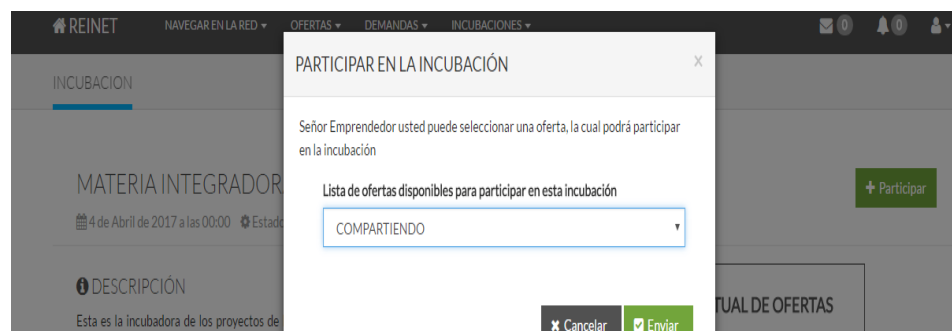 REINET NAVEGAR EN LA RED OFERTAS DEMANDAS INCUBACIONES 0 0
PARTICIPAR EN LA INCUBACIÓN x
INCUBACION
Señor Emprendedor usted puede seleccionar una oferta, la cual podrá participar
en la incubación
MATERIA INTEGRADOR
+ Participar
Lista de ofertas disponibles para participar en esta incubación
4 de Abril de 2017 a las 00:00 Estado
COMPARTIENDO
DESCRIPCIÓN
TUAL DE OFERTAS
Esta es la incubadora de los proyectos de
x Cancelar Enviar